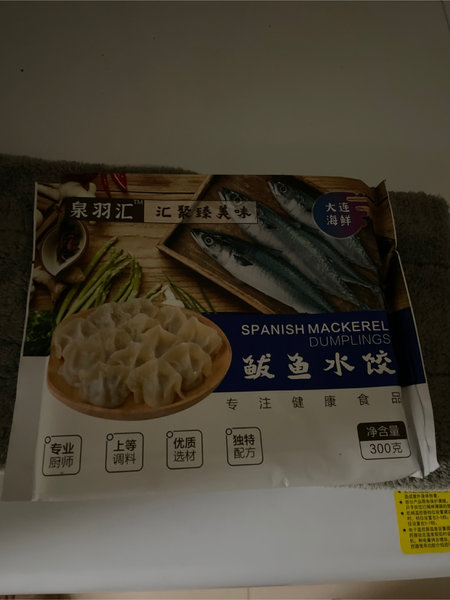 泉羽汇™ 汇聚臻美味
大连
海鲜
SPANISH MACKEREL
DUMPLINGS
鲅鱼水饺
专注健康食品
专业
厨师
上等
调料
优质
选材
独特
配方
净含量
300克